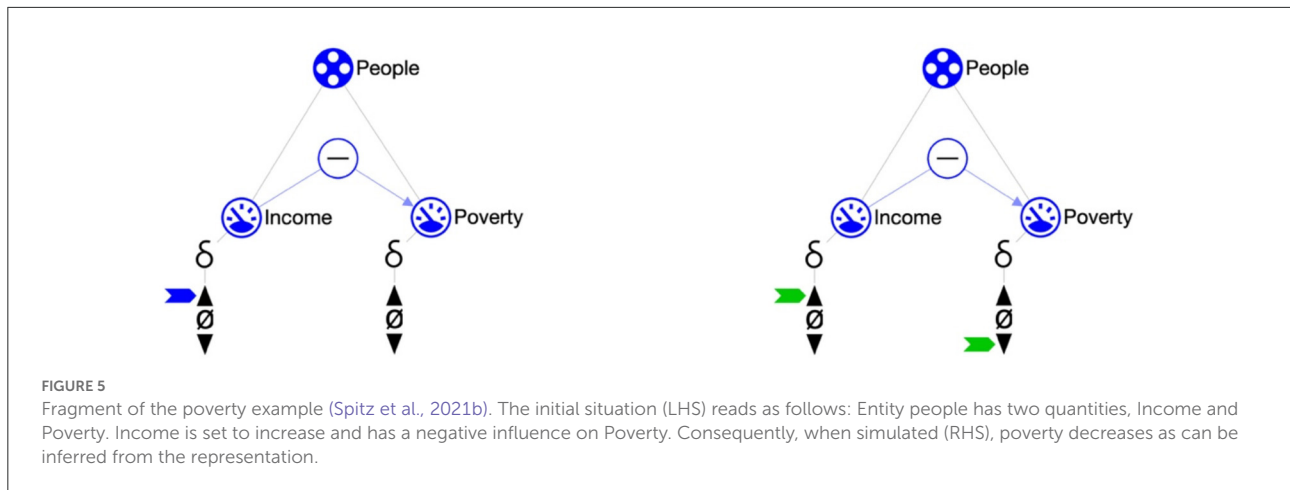 People
People
−
−
Income
Poverty
Income
Poverty
δ
δ
δ
δ
Ø
Ø
Ø
Ø
FIGURE 5
Fragment of the poverty example (Spitz et al., 2021b). The initial situation (LHS) reads as follows: Entity people has two quantities, Income and
Poverty. Income is set to increase and has a negative influence on Poverty. Consequently, when simulated (RHS), poverty decreases as can be
inferred from the representation.